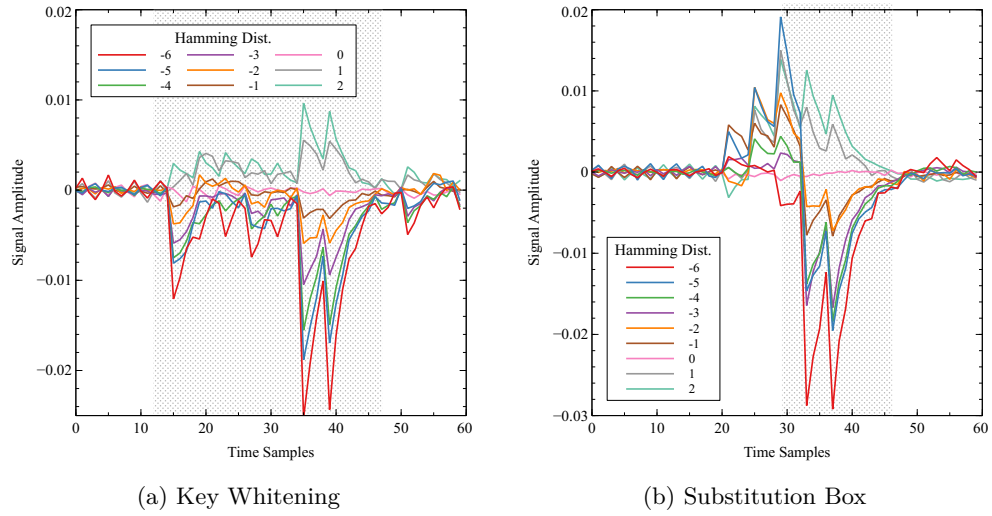 0.02
0.01
0
−0.01
−0.02
Signal Amplitude
Hamming Dist.
-6 -3 0
-5 -2 1
-4 -1 2
0 10 20 30 40 50 60
Time Samples
(a) Key Whitening
0.02
0.01
0
−0.01
−0.02
−0.03
Signal Amplitude
Hamming Dist.
-6
-5
-4
-3
-2
-1
0
1
2
0 10 20 30 40 50 60
Time Samples
(b) Substitution Box